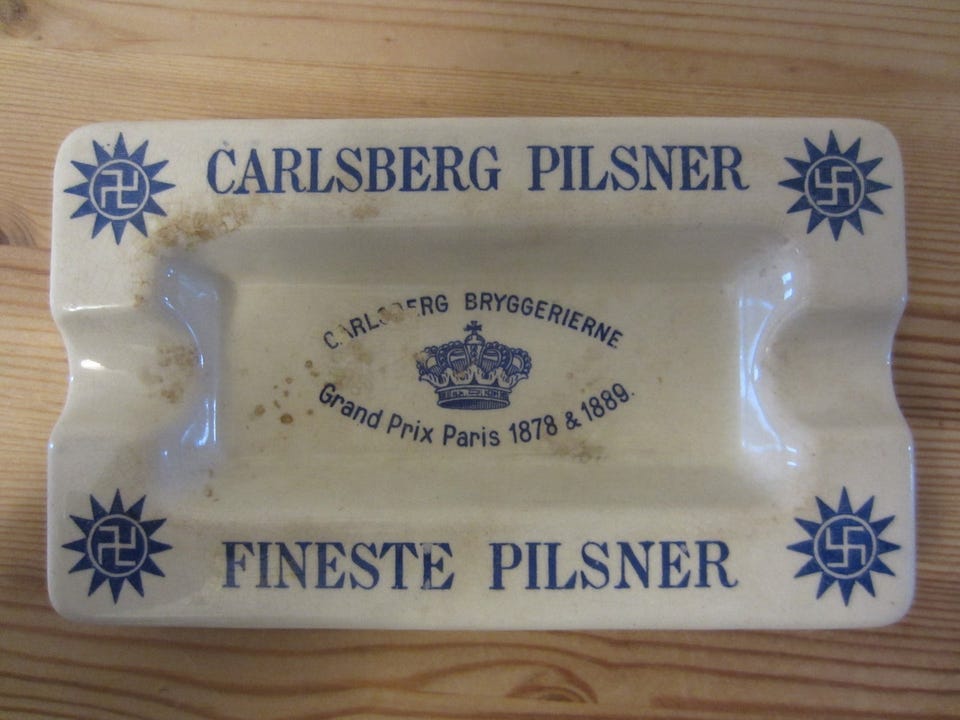 CARLSBERG PILSNER
CARLSBERG BRYGGERIERNE
Grand Prix Paris 1878 & 1889.
FINESTE PILSNER